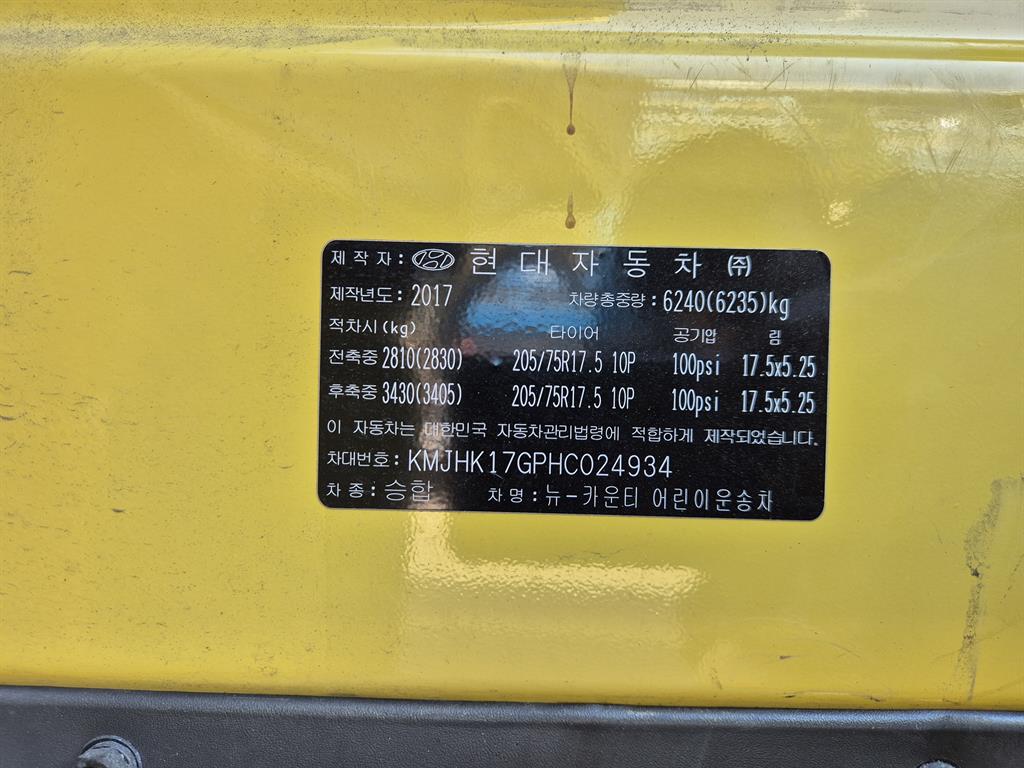 제 작 자 : 현 대 자 동 차 ㈜
제작년도 : 2017 차량총중량 : 6240(6235)kg
적차시(kg) 타이어 공기압 림
전축중 2810(2830) 205/75R17.5 10P 100psi 17.5x5.25
후축중 3430(3405) 205/75R17.5 10P 100psi 17.5x5.25
이 자동차는 대한민국 자동차관리법령에 적합하게 제작되었습니다.
차대번호 : KMJHK17GPHC024934
차 종 : 승합 차 명 : 뉴-카운티 어린이운송차